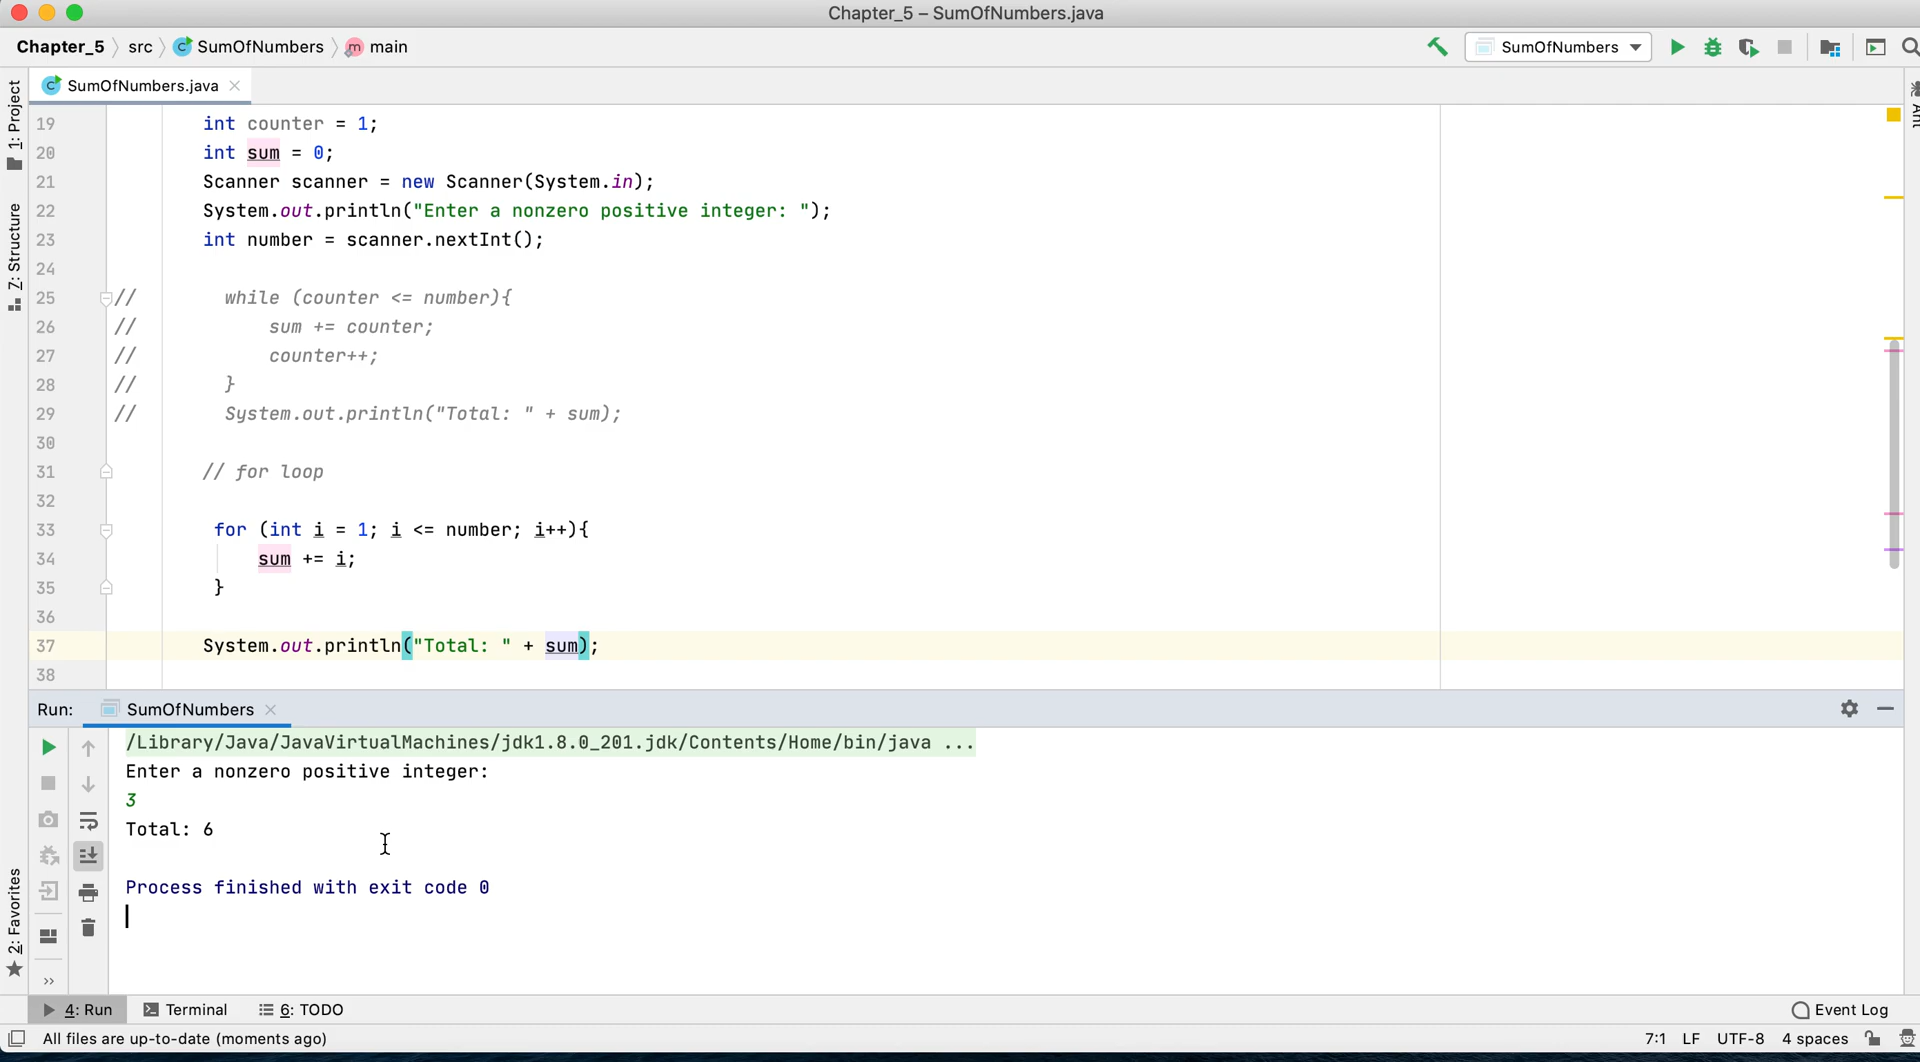 Chapter_5 – SumOfNumbers.java
Chapter_5 src SumOfNumbers main
SumOfNumbers
SumOfNumbers.java
1: Project
7: Structure
2: Favorites
Ant
19 int counter = 1;
20 int sum = 0;
21 Scanner scanner = new Scanner(System.in);
22 System.out.println("Enter a nonzero positive integer: ");
23 int number = scanner.nextInt();
24
25 // while (counter <= number){
26 // sum += counter;
27 // counter++;
28 // }
29 // System.out.println("Total: " + sum);
30
31 // for loop
32
33 for (int i = 1; i <= number; i++){
34 sum += i;
35 }
36
37 System.out.println("Total: " + sum);
38
Run: SumOfNumbers
/Library/Java/JavaVirtualMachines/jdk1.8.0_201.jdk/Contents/Home/bin/java ...
Enter a nonzero positive integer:
3
Total: 6
Process finished with exit code 0
4: Run Terminal 6: TODO Event Log
All files are up-to-date (moments ago) 7:1 LF UTF-8 4 spaces